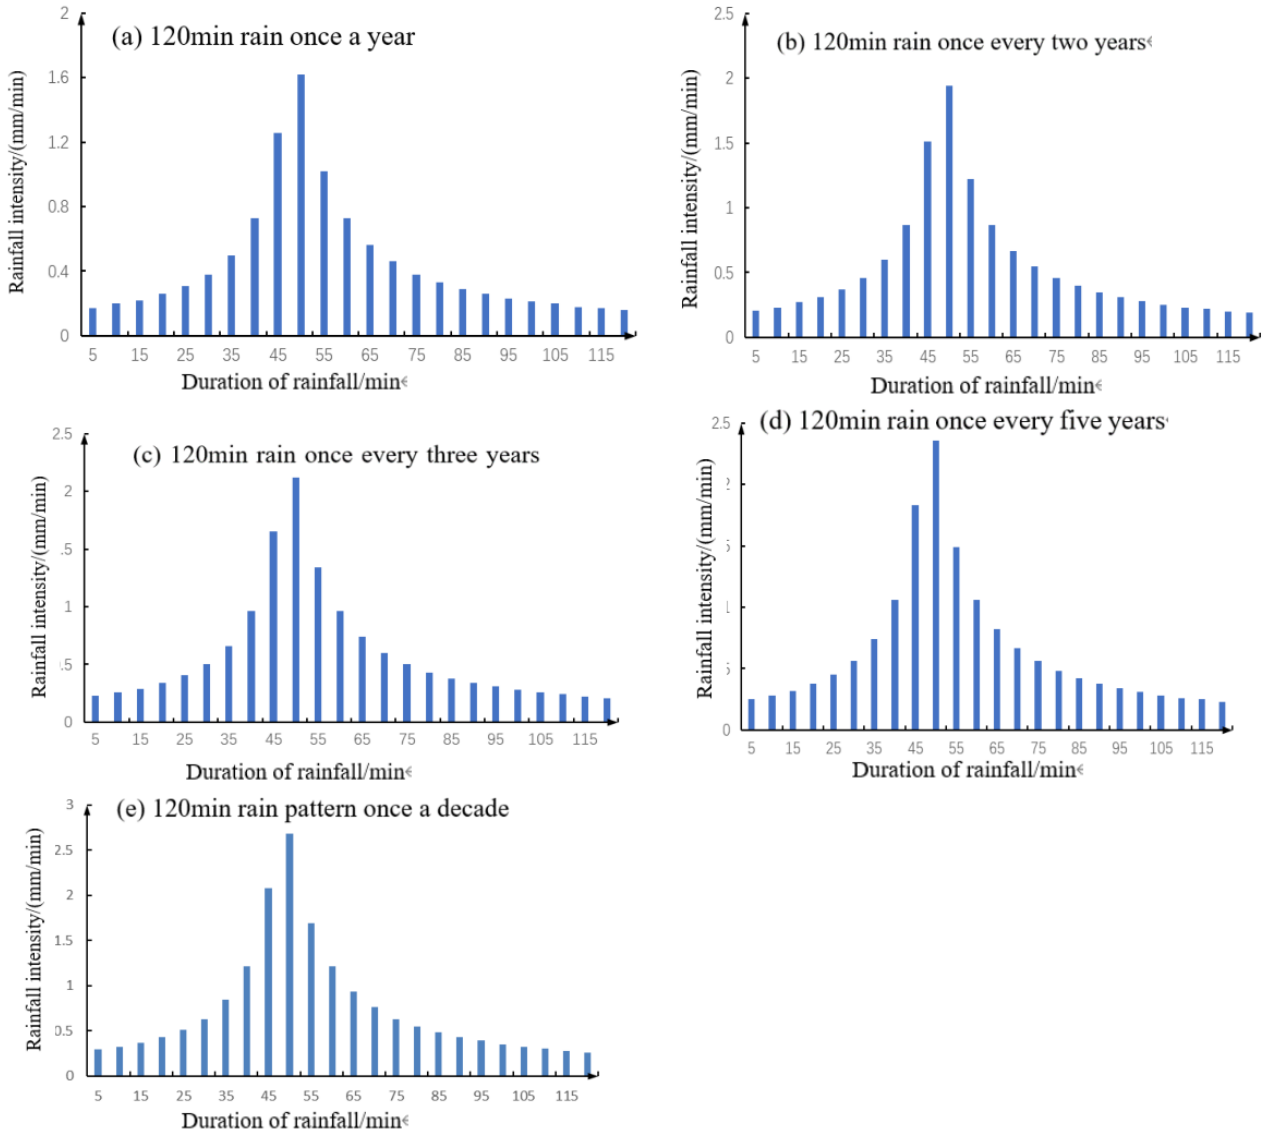 (a) 120min rain once a year
Rainfall intensity/(mm/min)
2
1.6
1.2
0.8
0.4
0
5 15 25 35 45 55 65 75 85 95 105 115
Duration of rainfall/min
(b) 120min rain once every two years
Rainfall intensity/(mm/min)
2.5
2
1.5
1
0.5
0
5 15 25 35 45 55 65 75 85 95 105 115
Duration of rainfall/min
(c) 120min rain once every three years
Rainfall intensity/(mm/min)
2.5
2
.5
1
.5
0
5 15 25 35 45 55 65 75 85 95 105 115
Duration of rainfall/min
(d) 120min rain once every five years
Rainfall intensity/(mm/min)
2.5
0
5 15 25 35 45 55 65 75 85 95 105 115
Duration of rainfall/min
(e) 120min rain pattern once a decade
Rainfall intensity/(mm/min)
3
2.5
2
1.5
1
0.5
0
5 15 25 35 45 55 65 75 85 95 105 115
Duration of rainfall/min